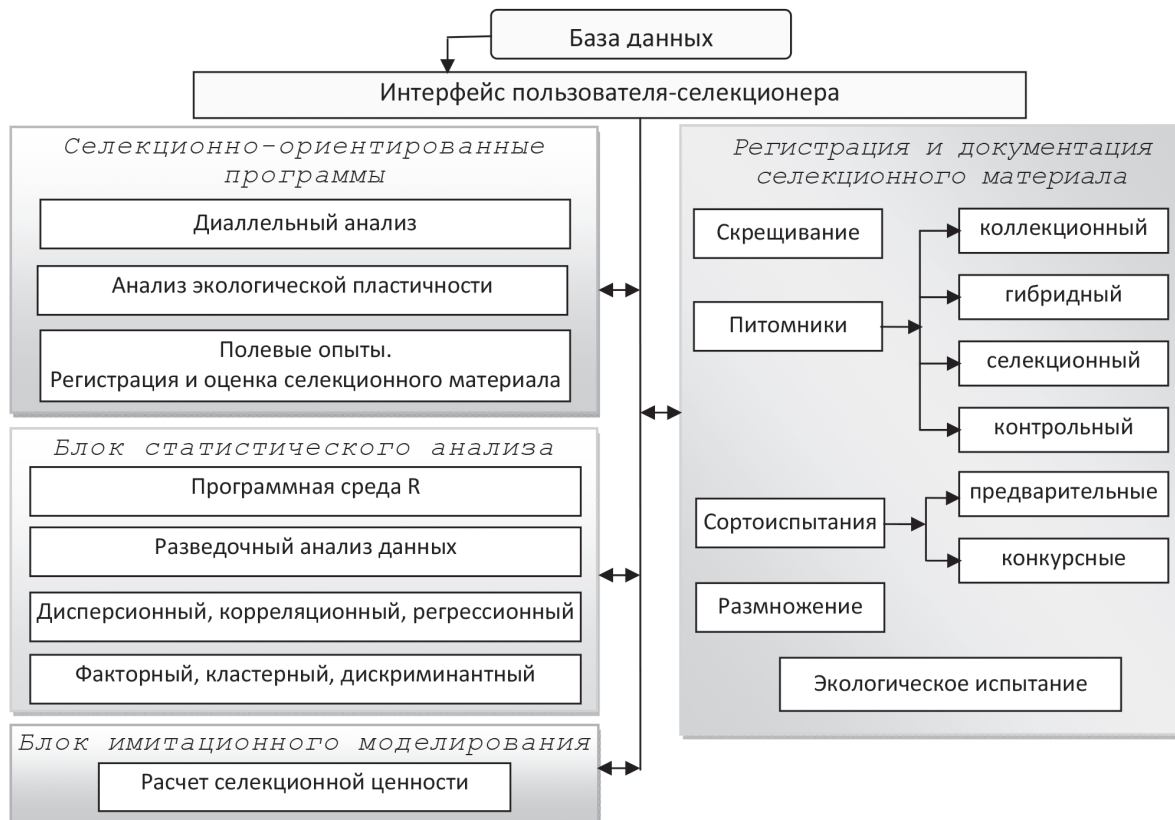 База данных
Интерфейс пользователя-селекционера
Селекционно-ориентированные
программы
Диаллельный анализ
Анализ экологической пластичности
Полевые опыты.
Регистрация и оценка селекционного материала
Блок статистического анализа
Программная среда R
Разведочный анализ данных
Дисперсионный, корреляционный, регрессионный
Факторный, кластерный, дискриминантный
Блок имитационного моделирования
Расчет селекционной ценности
Регистрация и документация
селекционного материала
Скрещивание
Питомники
коллекционный
гибридный
селекционный
контрольный
Сортоиспытания
предварительные
конкурсные
Размножение
Экологическое испытание